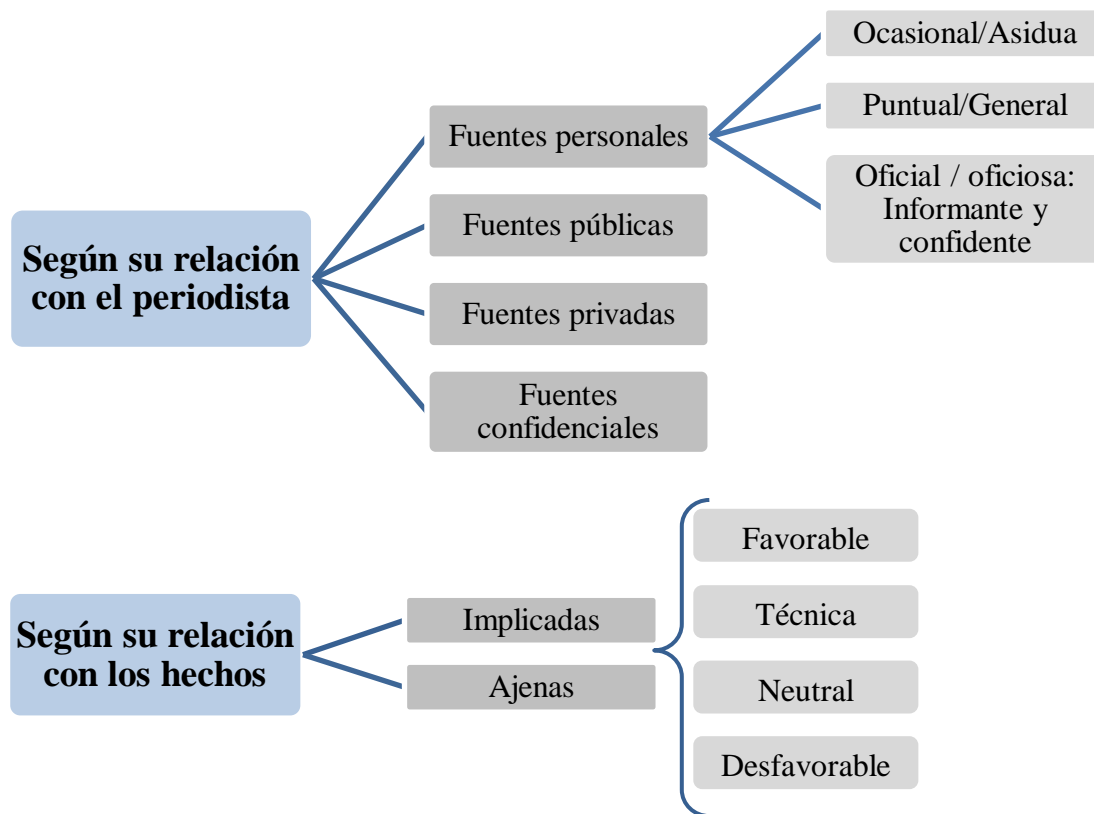 Según su relación
con el periodista
Fuentes personales
Fuentes públicas
Fuentes privadas
Fuentes
confidenciales
Ocasional/Asidua
Puntual/General
Oficial / oficiosa:
Informante y
confidente
Según su relación
con los hechos
Implicadas
Ajenas
Favorable
Técnica
Neutral
Desfavorable